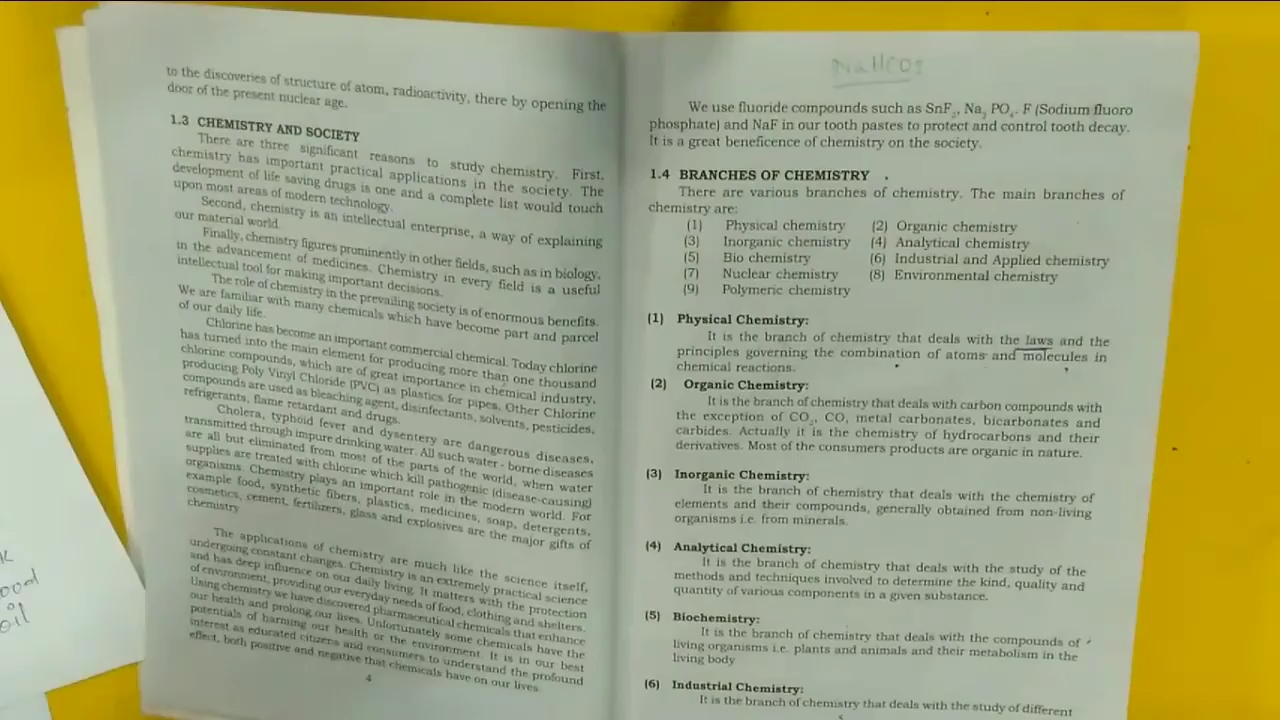 to the discoveries of structure of atom, radioactivity, there by opening the
door of the present nuclear age.
1.3 CHEMISTRY AND SOCIETY
There are three significant reasons to study chemistry. First,
chemistry has important practical applications in the society. The
development of life saving drugs is one and a complete list would touch
upon most areas of modern technology.
Second, chemistry is an intellectual enterprise, a way of explaining
our material world.
Finally, chemistry figures prominently in other fields, such as in biology,
in the advancement of medicines. Chemistry in every field is a useful
intellectual tool for making important decisions.
The role of chemistry in the prevailing society is of enormous benefits.
We are familiar with many chemicals which have become part and parcel
of our daily life.
Chlorine has become an important commercial chemical. Today chlorine
has turned into the main element for producing more than one thousand
chlorine compounds, which are of great importance in chemical industry,
producing Poly Vinyl Chloride (PVC) as plastics for pipes. Other Chlorine
compounds are used as bleaching agent, disinfectants, solvents, pesticides,
refrigerants, flame retardant and drugs.
Cholera, typhoid fever and dysentery are dangerous diseases,
transmitted through impure drinking water. All such water - borne diseases
are all but eliminated from most of the parts of the world, when water
supplies are treated with chlorine which kill pathogenic (disease-causing)
organisms. Chemistry plays an important role in the modern world. For
example food, synthetic fibers, plastics, medicines, soap, detergents,
cosmetics, cement, fertilizers, glass and explosives are the major gifts of
chemistry
The applications of chemistry are much like the science itself,
undergoing constant changes. Chemistry is an extremely practical science
and has deep influence on our daily living. It matters with the protection
of environment, providing our everyday needs of food, clothing and shelters.
Using chemistry we have discovered pharmaceutical chemicals that enhance
our health and prolong our lives. Unfortunately some chemicals have the
potentials of harming our health or the environment. It is in our best
interest as educated citizens and consumers to understand the profound
effect, both positive and negative that chemicals have on our lives.
4
ood
oil
NaHCO3
We use fluoride compounds such as SnF2, Na2 PO4. F (Sodium fluoro
phosphate) and NaF in our tooth pastes to protect and control tooth decay.
It is a great beneficence of chemistry on the society.
1.4 BRANCHES OF CHEMISTRY
There are various branches of chemistry. The main branches of
chemistry are:
(1) Physical chemistry (2) Organic chemistry
(3) Inorganic chemistry (4) Analytical chemistry
(5) Bio chemistry (6) Industrial and Applied chemistry
(7) Nuclear chemistry (8) Environmental chemistry
(9) Polymeric chemistry
(1) Physical Chemistry:
It is the branch of chemistry that deals with the laws and the
principles governing the combination of atoms and molecules in
chemical reactions.
(2) Organic Chemistry:
It is the branch of chemistry that deals with carbon compounds with
the exception of CO2, CO, metal carbonates, bicarbonates and
carbides. Actually it is the chemistry of hydrocarbons and their
derivatives. Most of the consumers products are organic in nature.
(3) Inorganic Chemistry:
It is the branch of chemistry that deals with the chemistry of
elements and their compounds, generally obtained from non-living
organisms i.e. from minerals.
(4) Analytical Chemistry:
It is the branch of chemistry that deals with the study of the
methods and techniques involved to determine the kind, quality and
quantity of various components in a given substance.
(5) Biochemistry:
It is the branch of chemistry that deals with the compounds of
living organisms i.e. plants and animals and their metabolism in the
living body
(6) Industrial Chemistry:
It is the branch of chemistry that deals with the study of different